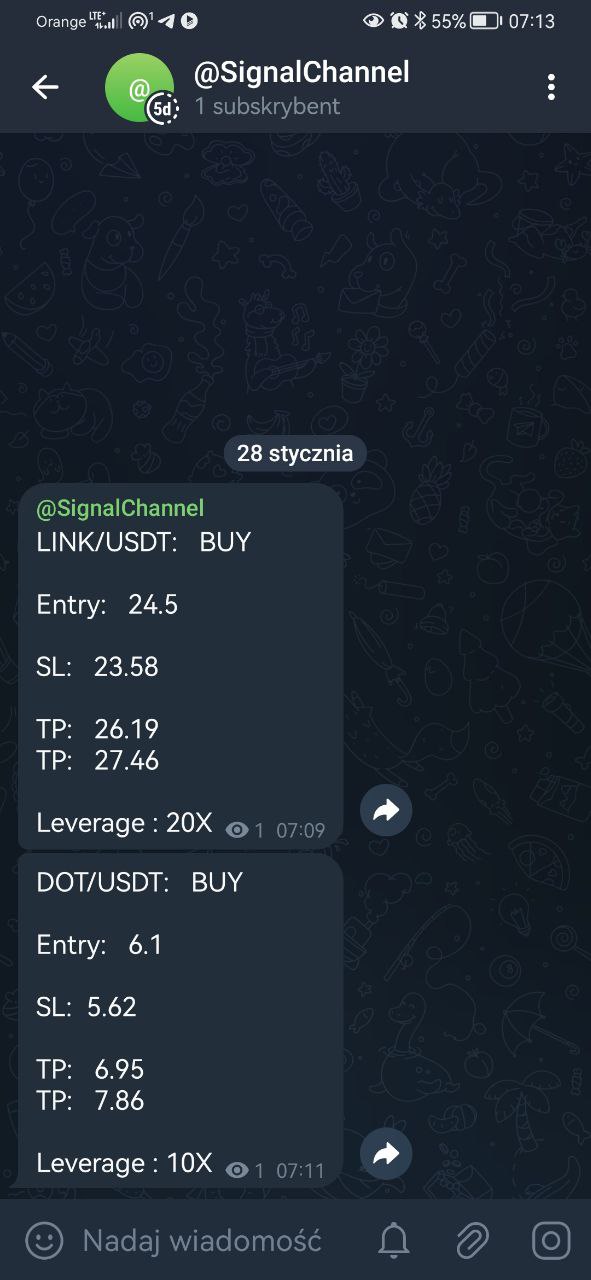 Orange LTE+ 1 55% 07:13
@ @SignalChannel
5d 1 subskrybent
28 stycznia
@SignalChannel
LINK/USDT: BUY
Entry: 24.5
SL: 23.58
TP: 26.19
TP: 27.46
Leverage : 20X 1 07:09
DOT/USDT: BUY
Entry: 6.1
SL: 5.62
TP: 6.95
TP: 7.86
Leverage : 10X 1 07:11
Nadaj wiadomość